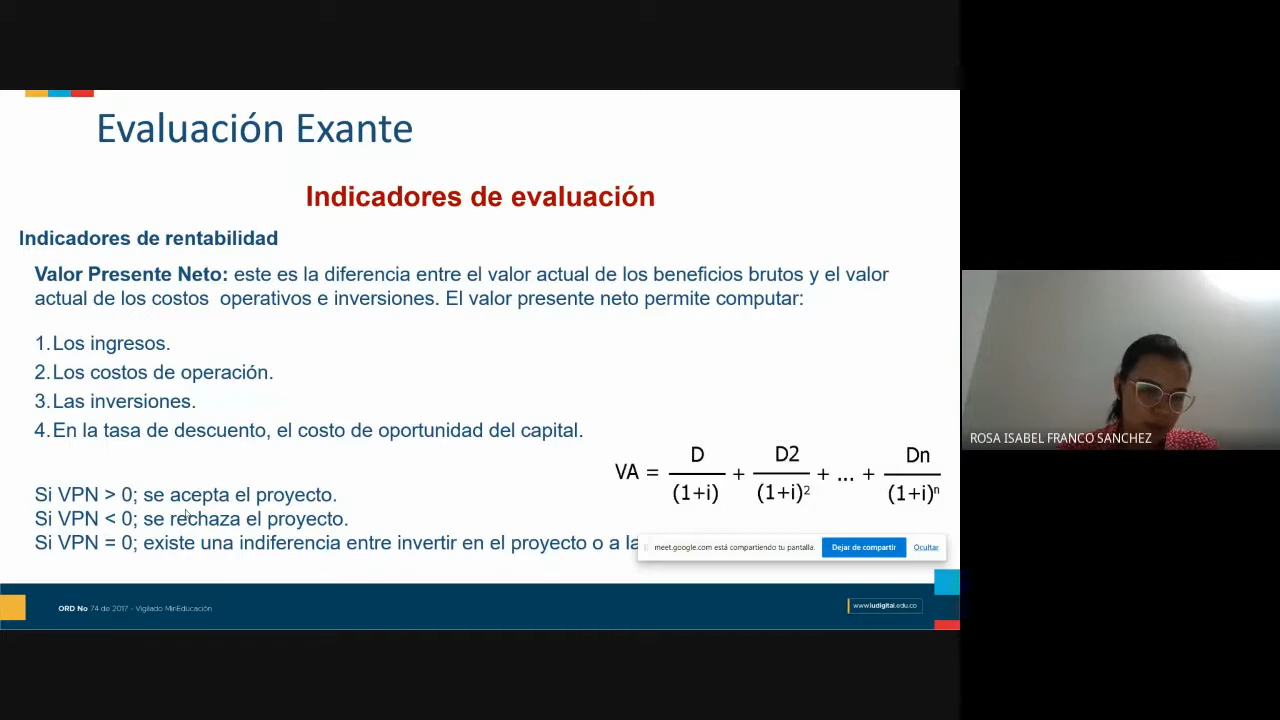 Evaluación Exante
Indicadores de evaluación
Indicadores de rentabilidad
Valor Presente Neto: este es la diferencia entre el valor actual de los beneficios brutos y el valor
actual de los costos operativos e inversiones. El valor presente neto permite computar:
1.Los ingresos.
2.Los costos de operación.
3.Las inversiones.
4.En la tasa de descuento, el costo de oportunidad del capital.
VA = D/(1+i) + D2/(1+i)² + ... + Dn/(1+i)ⁿ
Si VPN > 0; se acepta el proyecto.
Si VPN < 0; se rechaza el proyecto.
Si VPN = 0; existe una indiferencia entre invertir en el proyecto o a la
meet.google.com está compartiendo tu pantalla.
Dejar de compartir
Ocultar
ORD No 74 de 2017 - Vigilado MinEducación
www.iudigital.edu.co
ROSA ISABEL FRANCO SANCHEZ